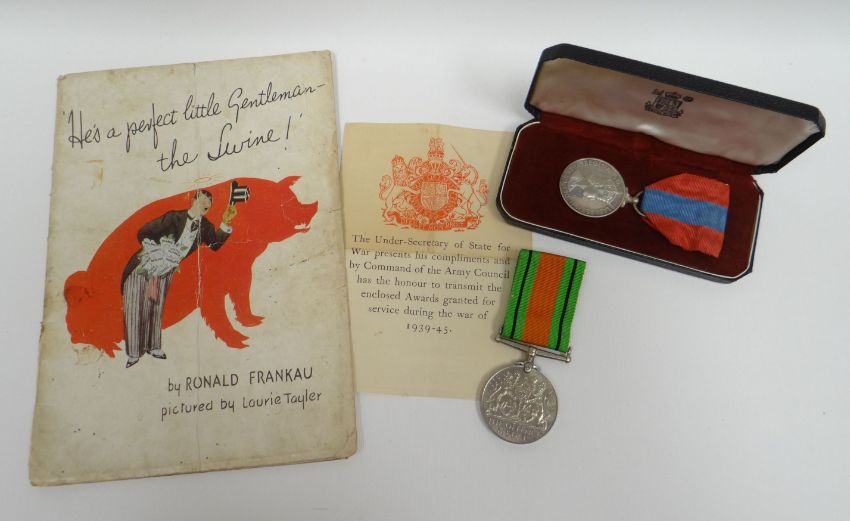 'He's a perfect little Gentleman-
the Swine!'
by RONALD FRANKAU
pictured by Laurie Tayler
The Under-Secretary of State for
War presents his compliments and
by Command of the Army Council
has the honour to transmit the
enclosed Awards granted for
service during the war of
1939-45.